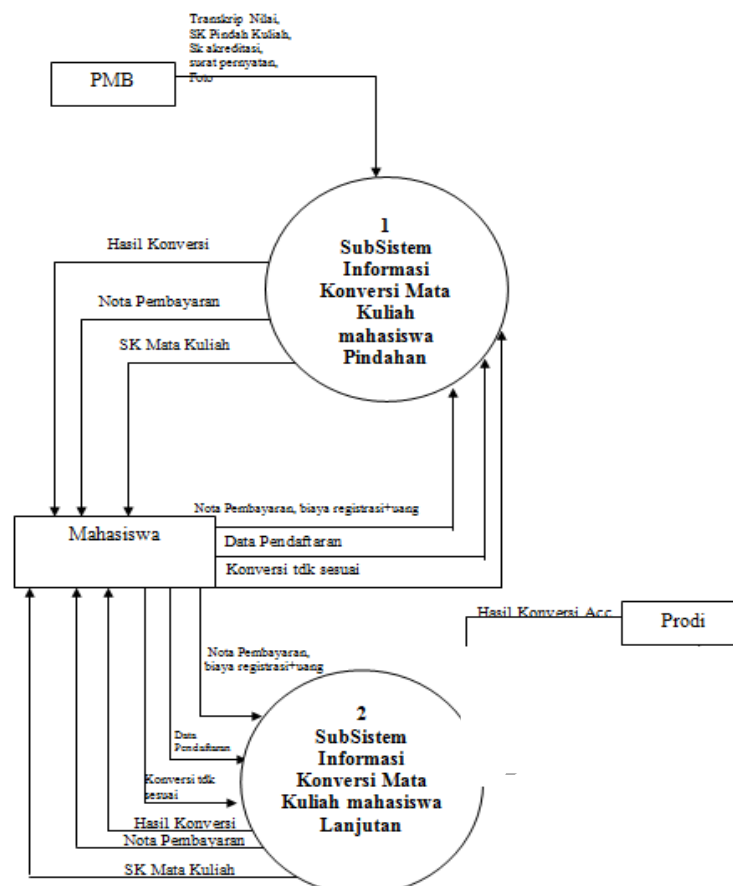 Transkrip Nilai,
SK Pindah Kuliah,
Sk akreditasi,
surat pernyatan,
Foto
PMB
1
SubSistem
Informasi
Konversi Mata
Kuliah
mahasiswa
Pindahan
Hasil Konversi
Nota Pembayaran
SK Mata Kuliah
Nota Pembayaran, biaya registrasi+uang
Mahasiswa
Data Pendaftaran
Konversi tdk sesuai
Hasil Konversi Acc
Prodi
Nota Pembayaran,
biaya registrasi+uang
2
SubSistem
Informasi
Konversi Mata
Kuliah mahasiswa
Lanjutan
Data
Pendaftaran
Konversi tdk
sesuai
Hasil Konversi
Nota Pembayaran
SK Mata Kuliah